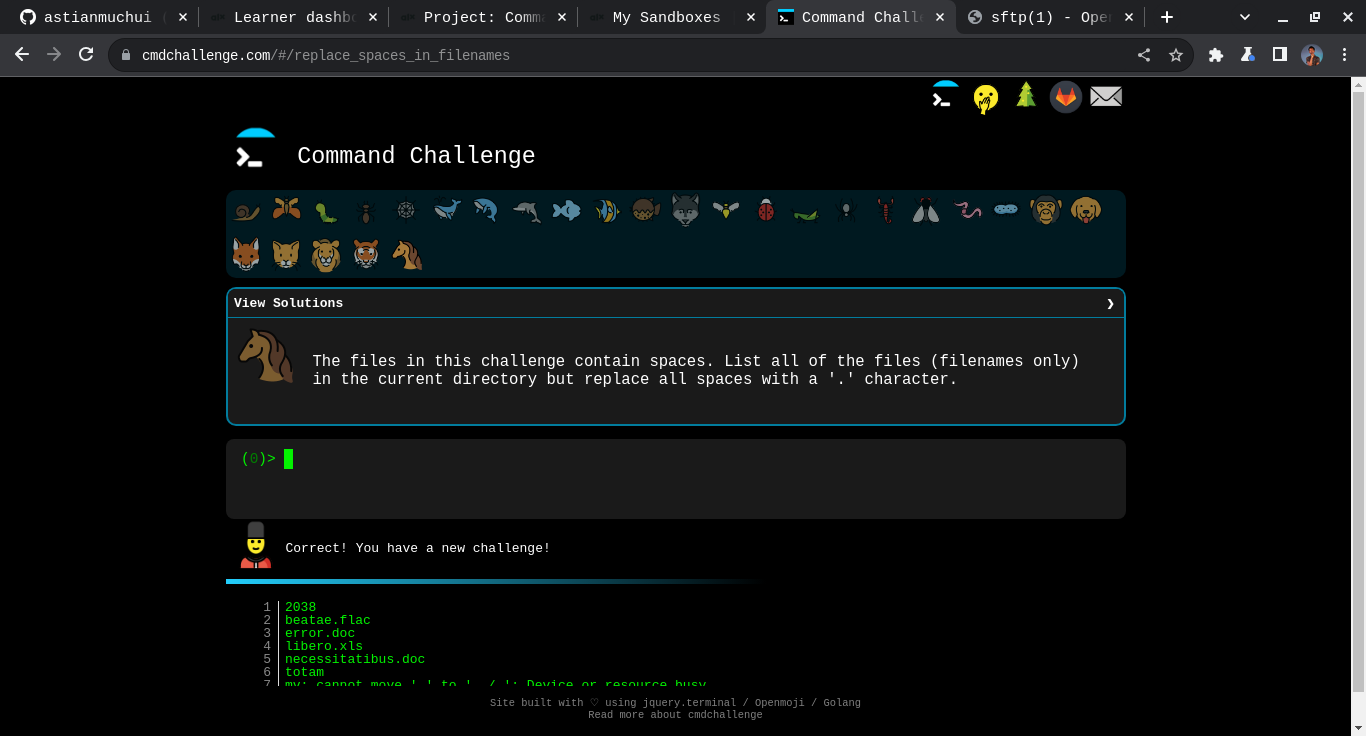 astianmuchui
Learner dashbo
Project: Comma
My Sandboxes
Command Challe
sftp(1) - Ope
cmdchallenge.com/#/replace_spaces_in_filenames
Command Challenge
View Solutions
The files in this challenge contain spaces. List all of the files (filenames only)
in the current directory but replace all spaces with a '.' character.
(0)>
Correct! You have a new challenge!
1 2038
2 beatae.flac
3 error.doc
4 libero.xls
5 necessitatibus.doc
6 totam
7 mv: cannot move '.' to './.': Device or resource busy
Site built with ♡ using jquery.terminal / Openmoji / Golang
Read more about cmdchallenge